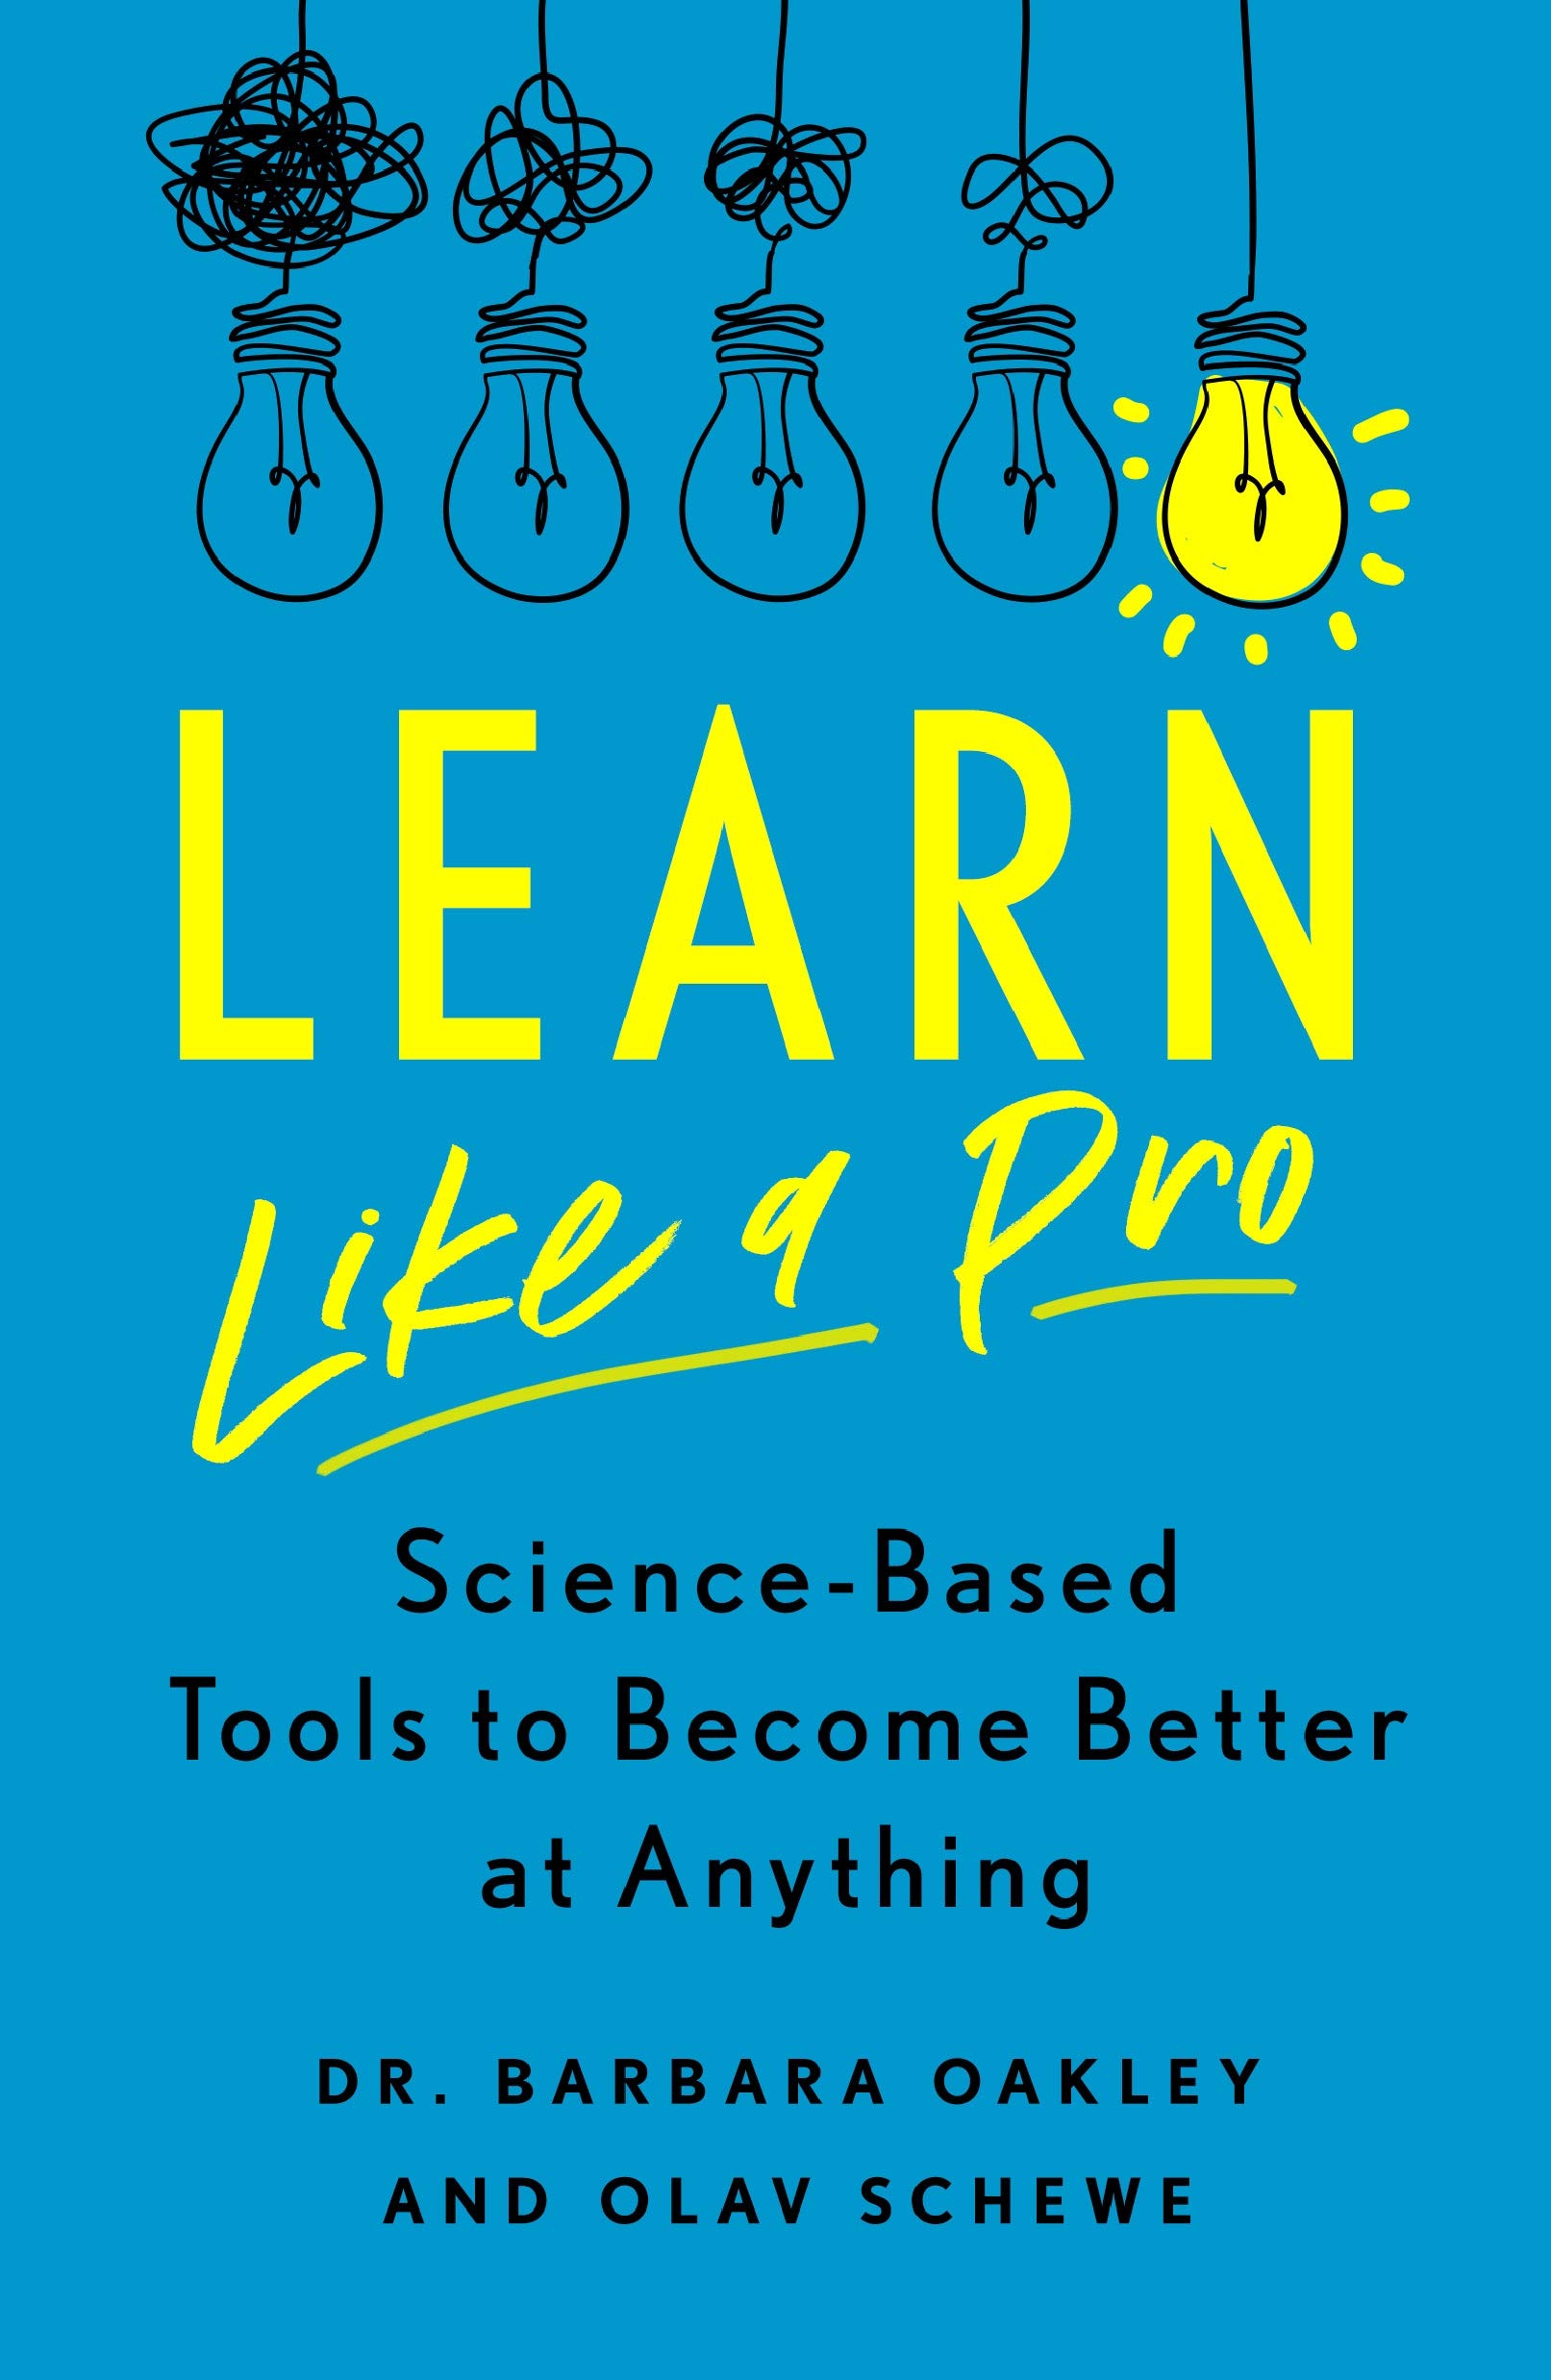 LEARN
Like a Pro
Science-Based
Tools to Become Better
at Anything
DR. BARBARA OAKLEY
AND OLAV SCHEWE